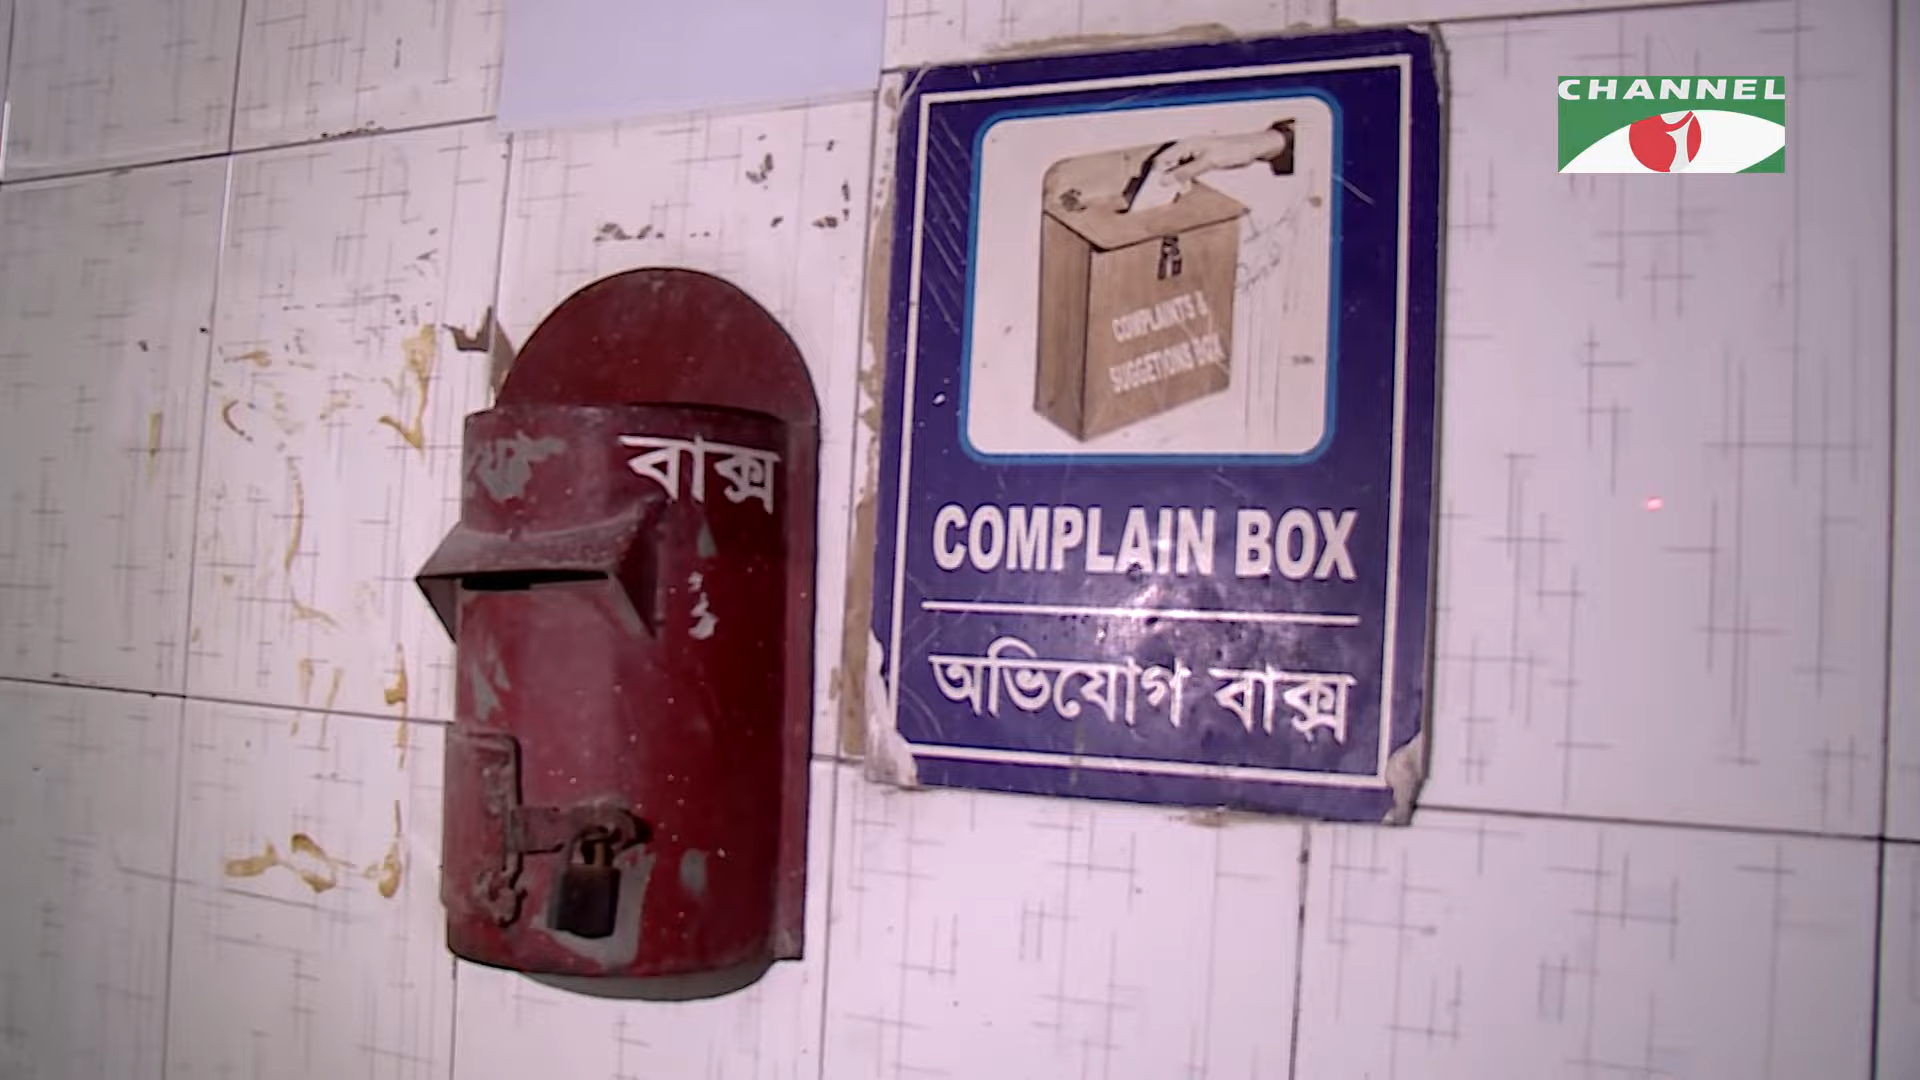 CHANNEL
বাক্স
COMPLAINTS &
SUGGETIONS BOX
COMPLAIN BOX
অভিযোগ বাক্স